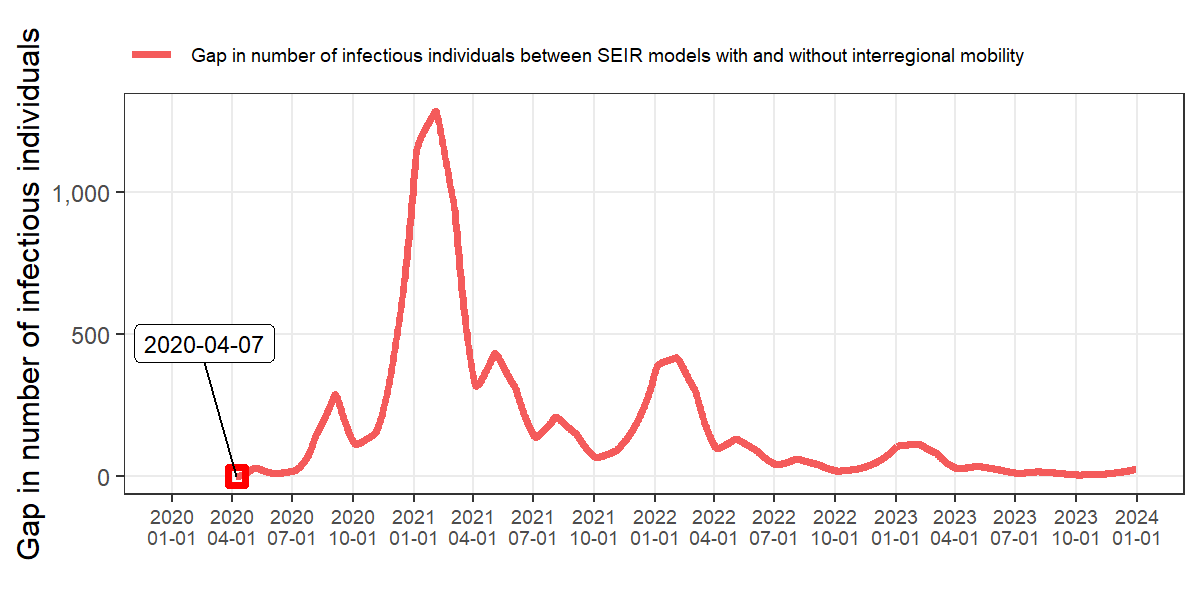 Gap in number of infectious individuals between SEIR models with and without interregional mobility
Gap in number of infectious individuals
1,000
500
0
2020-04-07
2020 2020 2020 2020 2021 2021 2021 2021 2022 2022 2022 2022 2023 2023 2023 2023 2024
01-01 04-01 07-01 10-01 01-01 04-01 07-01 10-01 01-01 04-01 07-01 10-01 01-01 04-01 07-01 10-01 01-01